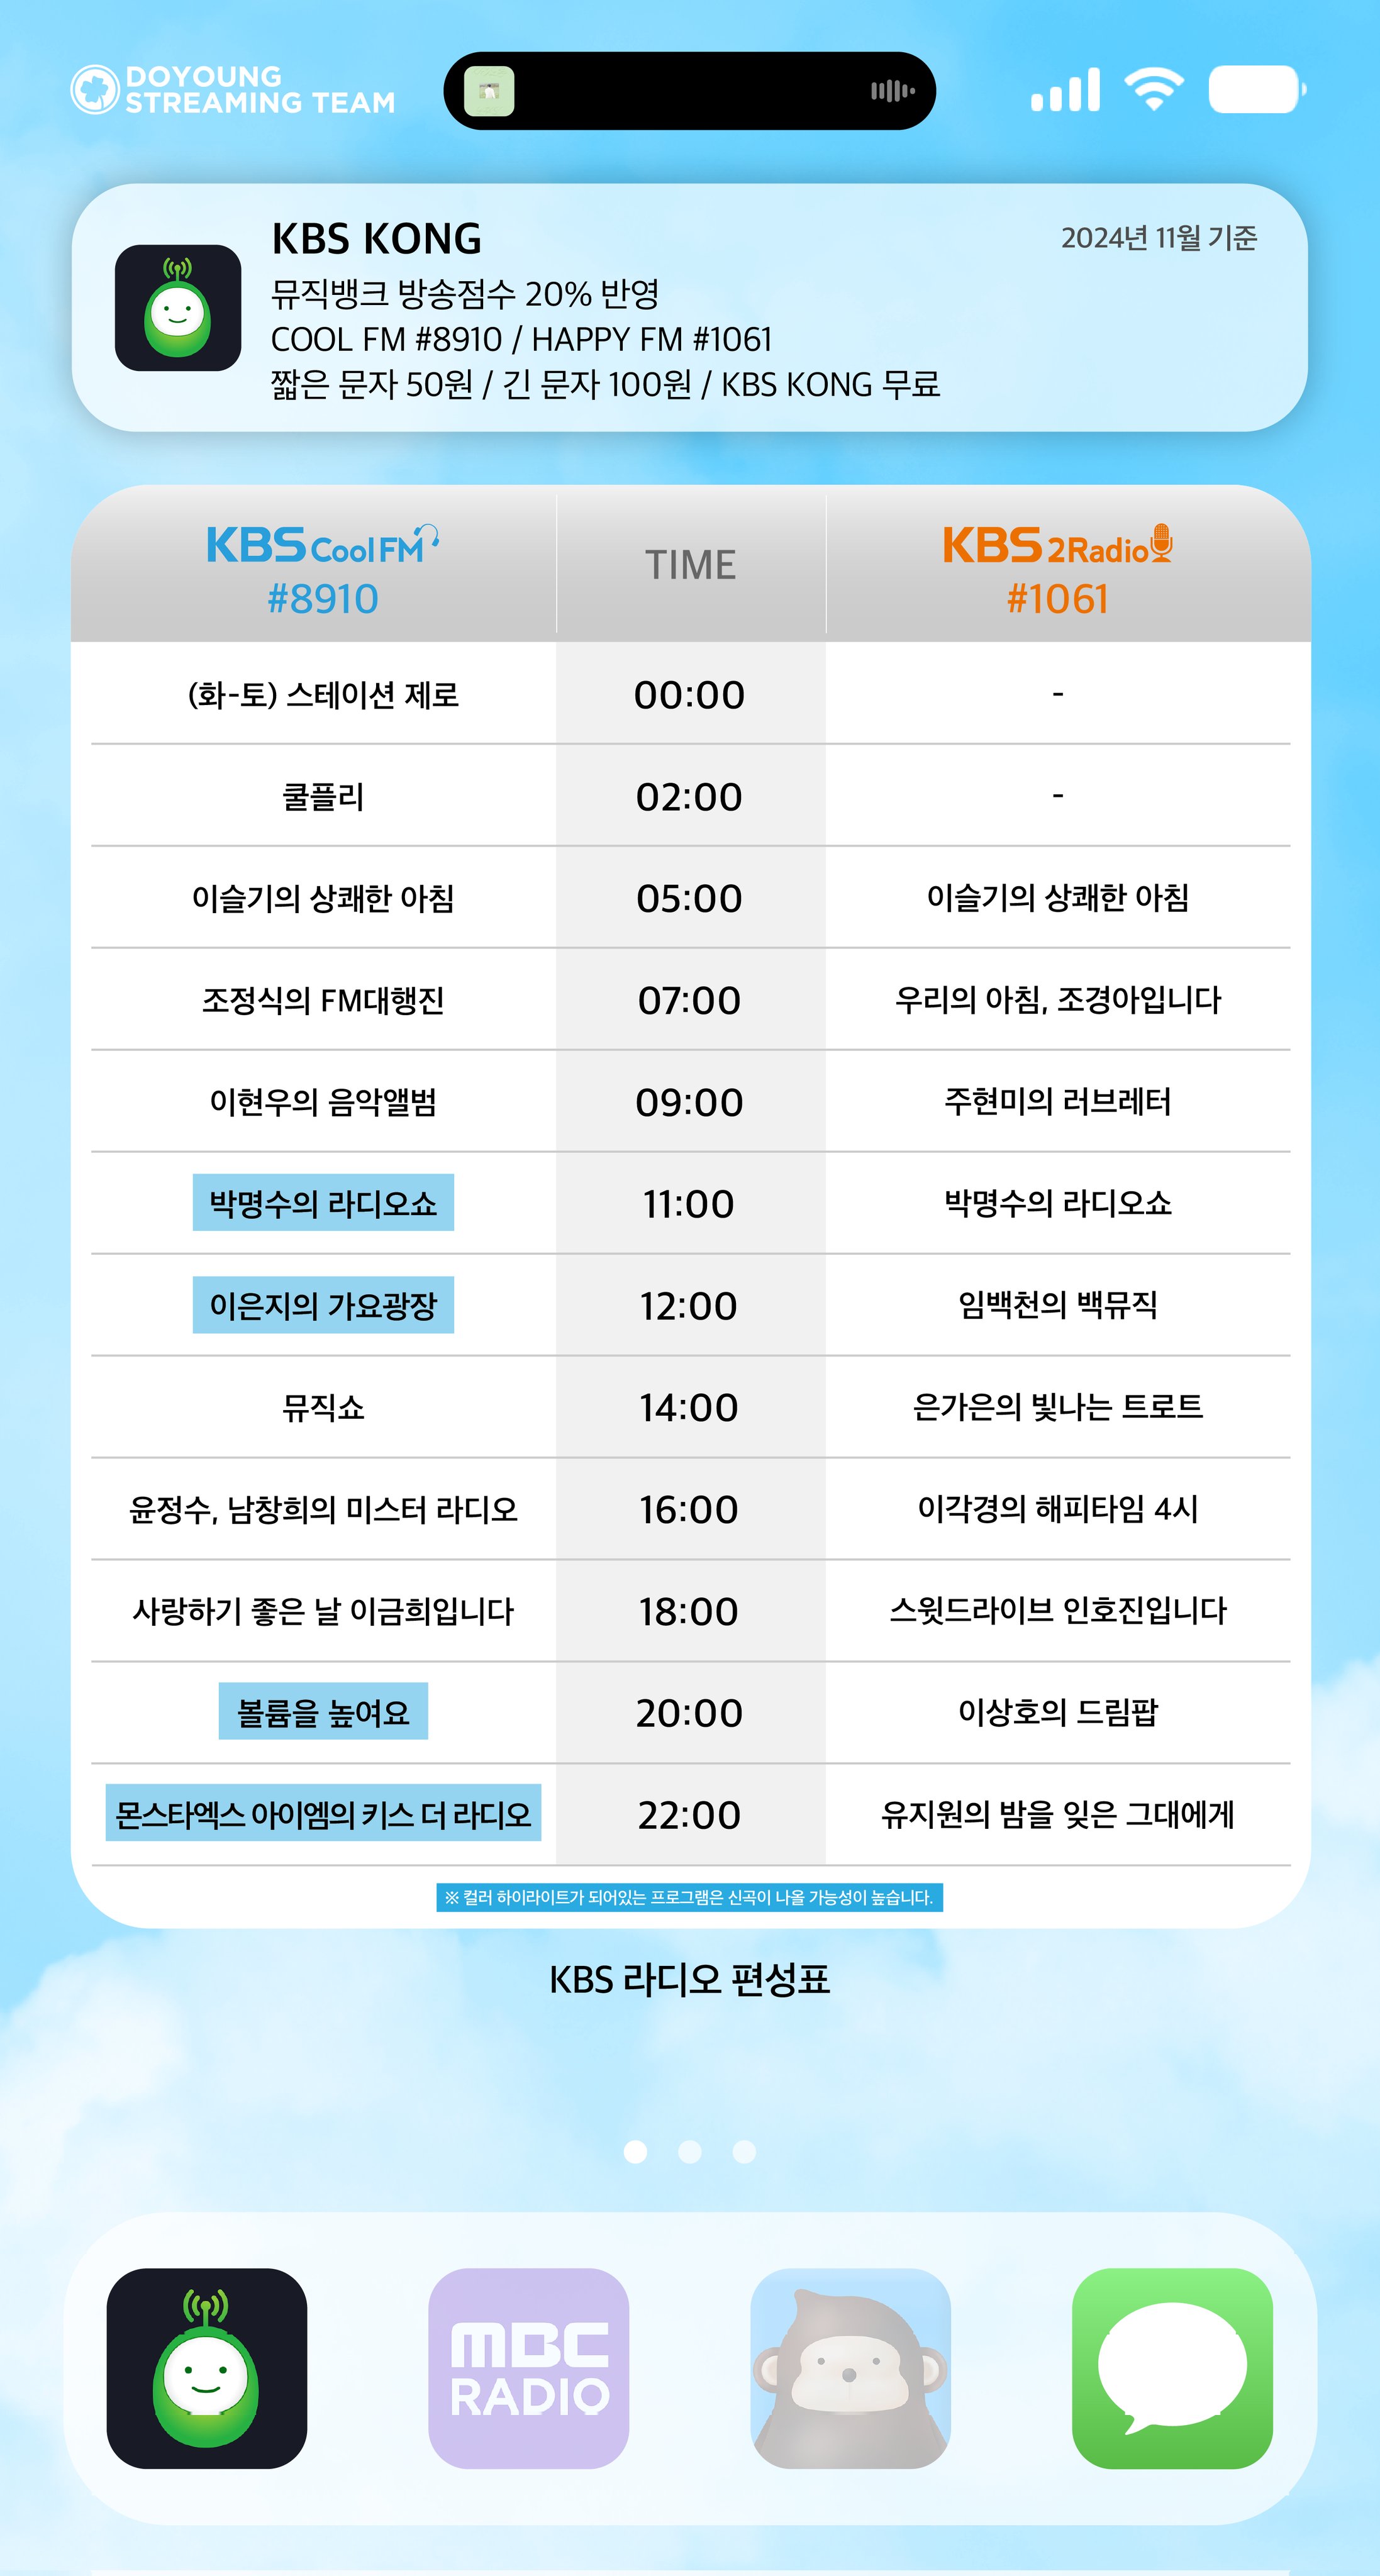 DOYOUNG
STREAMING TEAM
KBS KONG
2024년 11월 기준
뮤직뱅크 방송점수 20% 반영
COOL FM #8910 / HAPPY FM #1061
짧은 문자 50원 / 긴 문자 100원 / KBS KONG 무료
KBS Cool FM TIME KBS 2Radio
#8910 #1061
(화-토) 스테이션 제로 00:00 -
쿨플리 02:00 -
이슬기의 상쾌한 아침 05:00 이슬기의 상쾌한 아침
조정식의 FM대행진 07:00 우리의 아침, 조경아입니다
이현우의 음악앨범 09:00 주현미의 러브레터
박명수의 라디오쇼 11:00 박명수의 라디오쇼
이은지의 가요광장 12:00 임백천의 백뮤직
뮤직쇼 14:00 은가은의 빛나는 트로트
윤정수, 남창희의 미스터 라디오 16:00 이각경의 해피타임 4시
사랑하기 좋은 날 이금희입니다 18:00 스윗드라이브 인호진입니다
볼륨을 높여요 20:00 이상호의 드림팝
몬스타엑스 아이엠의 키스 더 라디오 22:00 유지원의 밤을 잊은 그대에게
※ 컬러 하이라이트가 되어있는 프로그램은 신곡이 나올 가능성이 높습니다.
KBS 라디오 편성표
MBC
RADIO